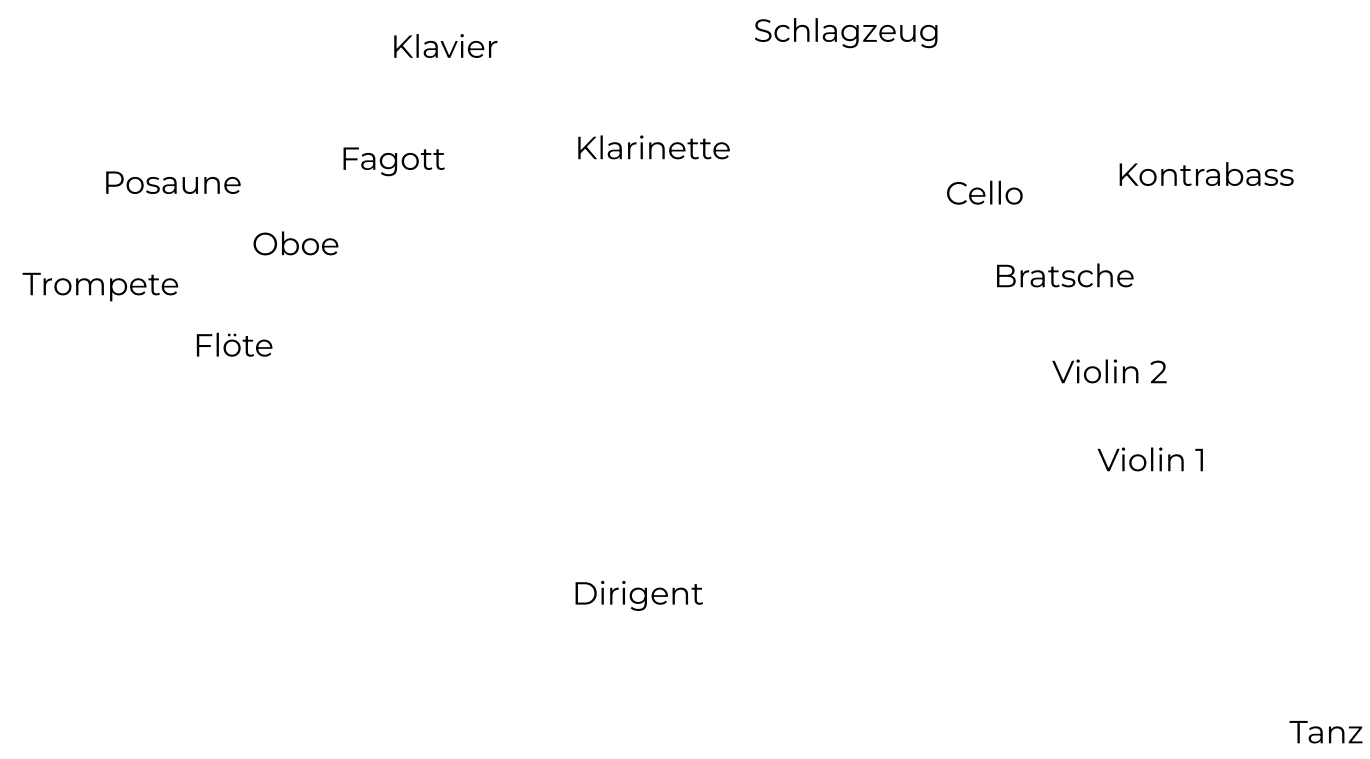 Schlagzeug
Klavier
Klarinette
Fagott
Kontrabass
Posaune
Cello
Oboe
Bratsche
Trompete
Flöte
Violin 2
Violin 1
Dirigent
Tanz